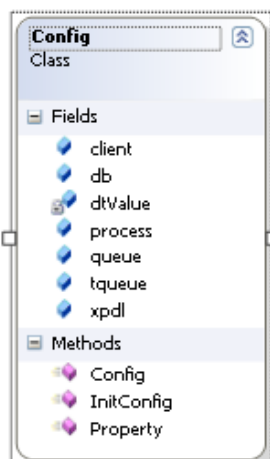 Config
Class
Fields
client
db
dtValue
process
queue
tqueue
xpdl
Methods
Config
InitConfig
Property